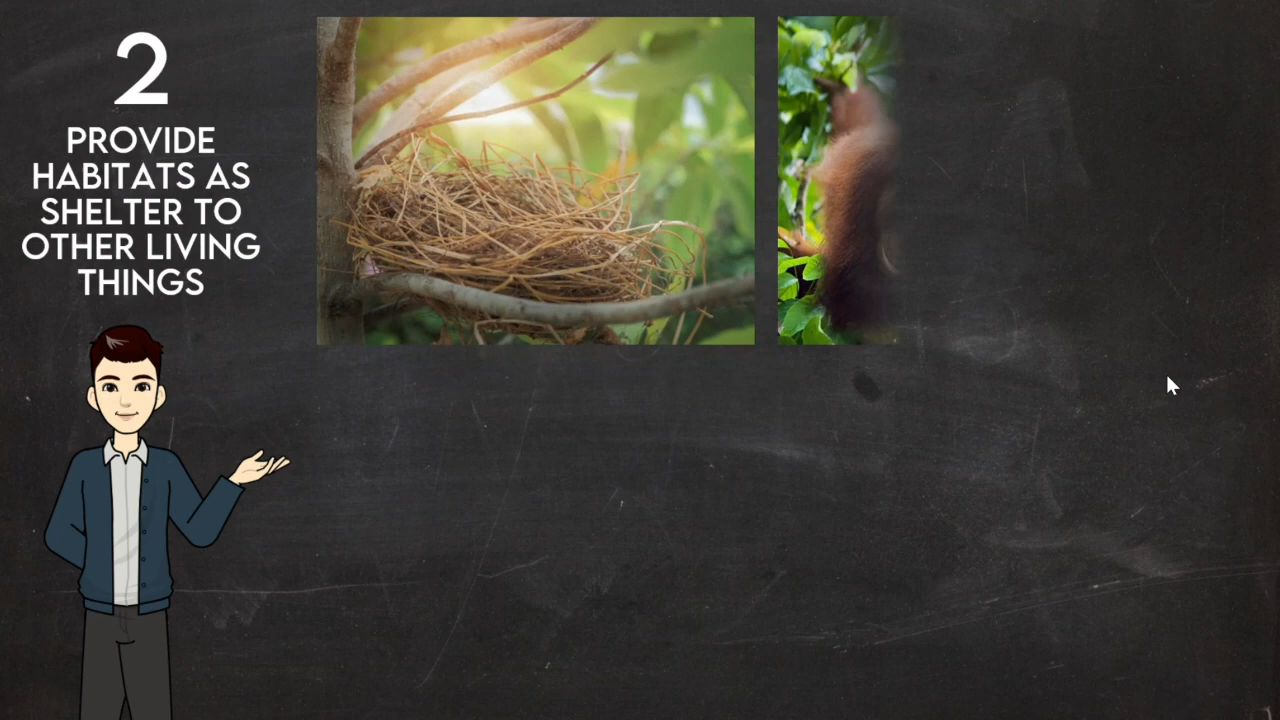 2
PROVIDE
HABITATS AS
SHELTER TO
OTHER LIVING
THINGS